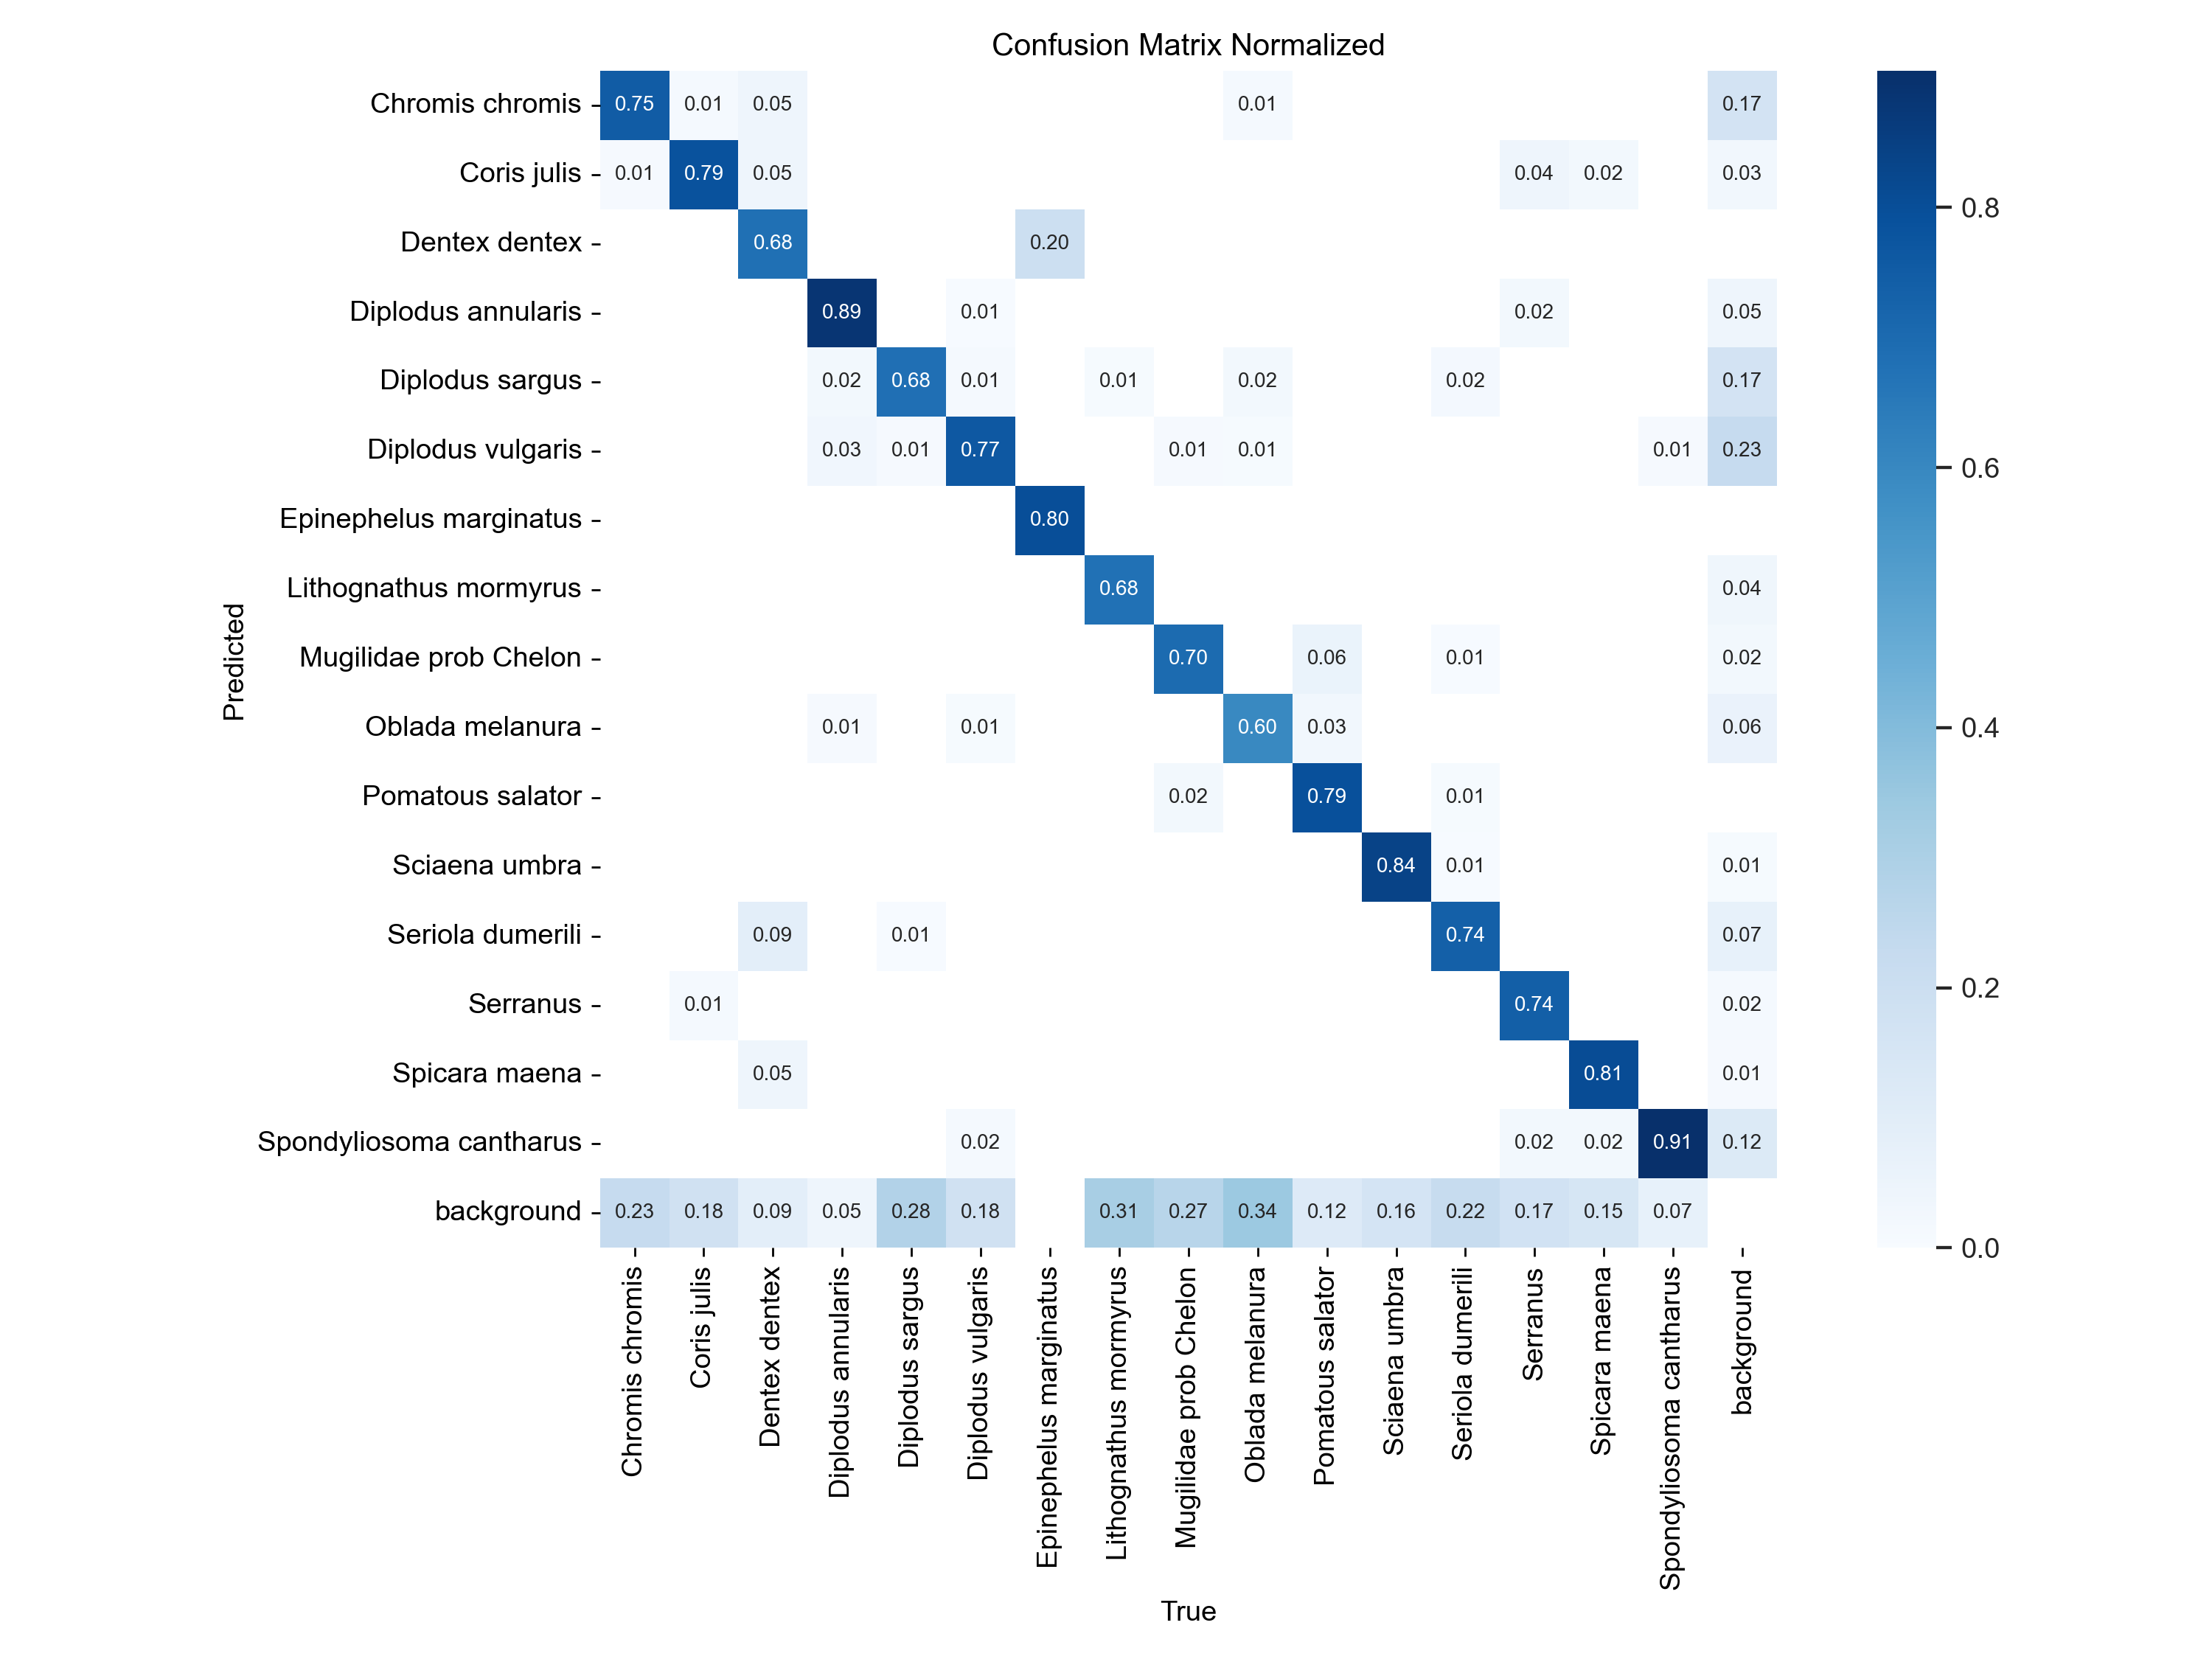 Confusion Matrix Normalized
Chromis chromis 0.75 0.01 0.05 0.01 0.17
Coris julis 0.01 0.79 0.05 0.04 0.02 0.03
0.8
Dentex dentex 0.68 0.20
Diplodus annularis 0.89 0.01 0.02 0.05
Diplodus sargus 0.02 0.68 0.01 0.01 0.02 0.02 0.17
Diplodus vulgaris 0.03 0.01 0.77 0.01 0.01 0.01 0.23
0.6
Epinephelus marginatus 0.80
Lithognathus mormyrus 0.68 0.04
Predicted
Mugilidae prob Chelon 0.70 0.06 0.01 0.02
Oblada melanura 0.01 0.01 0.60 0.03 0.06
0.4
Pomatous salator 0.02 0.79 0.01
Sciaena umbra 0.84 0.01 0.01
Seriola dumerili 0.09 0.01 0.74 0.07
0.2
Serranus 0.01 0.74 0.02
Spicara maena 0.05 0.81 0.01
Spondyliosoma cantharus 0.02 0.02 0.02 0.91 0.12
background 0.23 0.18 0.09 0.05 0.28 0.18 0.31 0.27 0.34 0.12 0.16 0.22 0.17 0.15 0.07
0.0
Chromis chromis
Coris julis
Dentex dentex
Diplodus annularis
Diplodus sargus
Diplodus vulgaris
Epinephelus marginatus
Lithognathus mormyrus
Mugilidae prob Chelon
Oblada melanura
Pomatous salator
Sciaena umbra
Seriola dumerili
Serranus
Spicara maena
Spondyliosoma cantharus
background
True